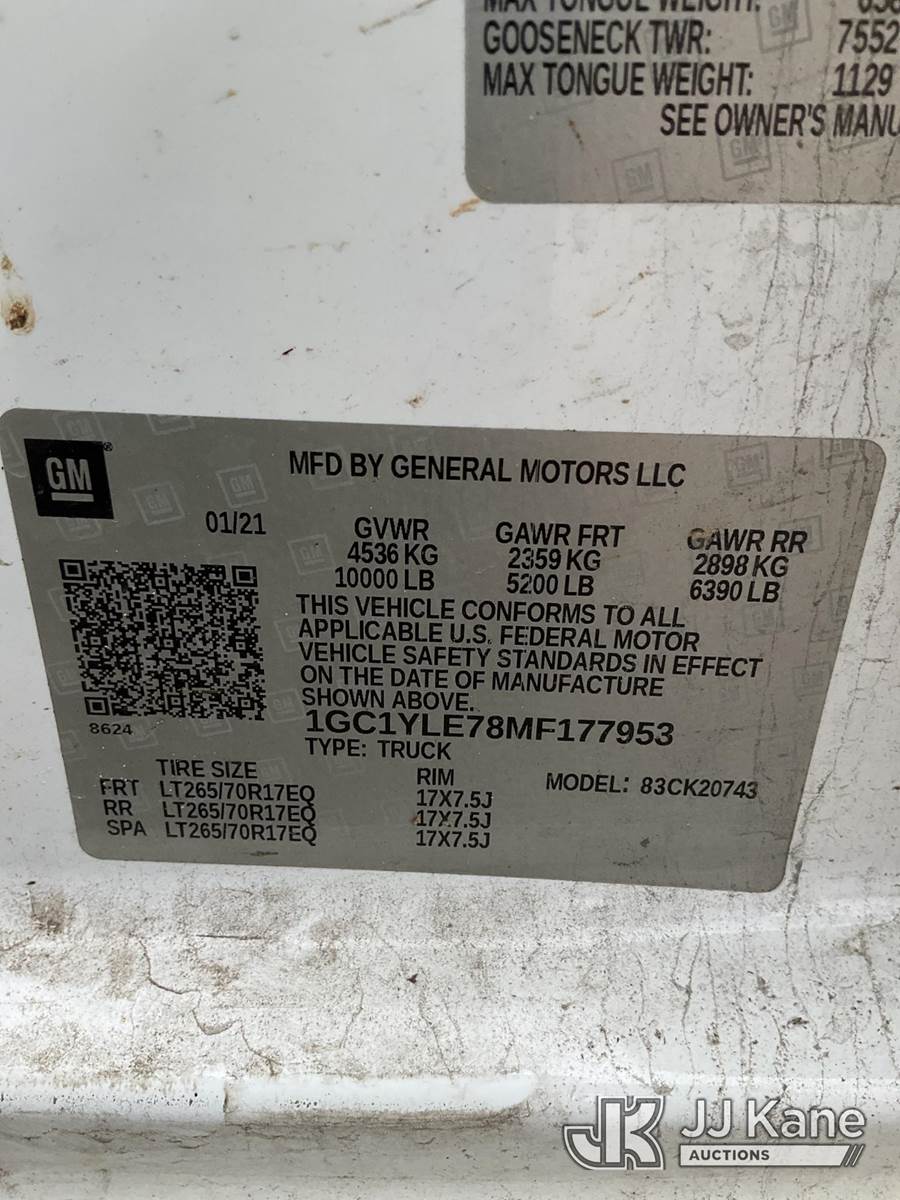 MAX TONGUE WEIGHT:
GOOSENECK TWR: 7552
MAX TONGUE WEIGHT: 1129
SEE OWNER'S MANU
GM
MFD BY GENERAL MOTORS LLC
01/21 GVWR GAWR FRT GAWR RR
4536 KG 2359 KG 2898 KG
10000 LB 5200 LB 6390 LB
THIS VEHICLE CONFORMS TO ALL
APPLICABLE U.S. FEDERAL MOTOR
VEHICLE SAFETY STANDARDS IN EFFECT
ON THE DATE OF MANUFACTURE
SHOWN ABOVE.
8624
1GC1YLE78MF177953
TYPE: TRUCK
TIRE SIZE RIM MODEL: 83CK20743
FRT LT265/70R17EQ 17X7.5J
RR LT265/70R17EQ 17X7.5J
SPA LT265/70R17EQ 17X7.5J
JK JJ Kane
AUCTIONS